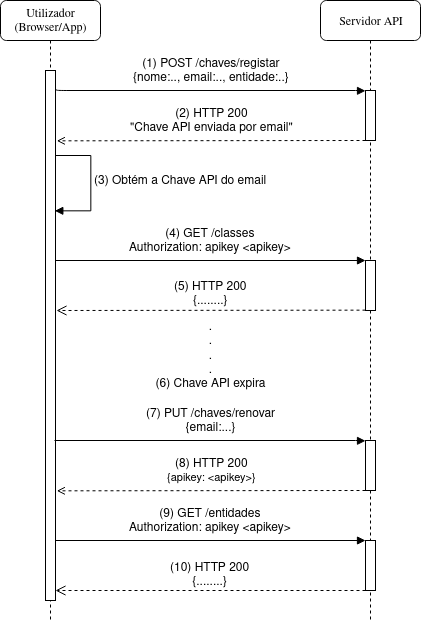 Utilizador
(Browser/App)
Servidor API
(1) POST /chaves/registar
{nome:.., email:.., entidade:..}
(2) HTTP 200
"Chave API enviada por email"
(3) Obtém a Chave API do email
(4) GET /classes
Authorization: apikey <apikey>
(5) HTTP 200
{........}
.
.
.
.
(6) Chave API expira
(7) PUT /chaves/renovar
{email:...}
(8) HTTP 200
{apikey: <apikey>}
(9) GET /entidades
Authorization: apikey <apikey>
(10) HTTP 200
{........}